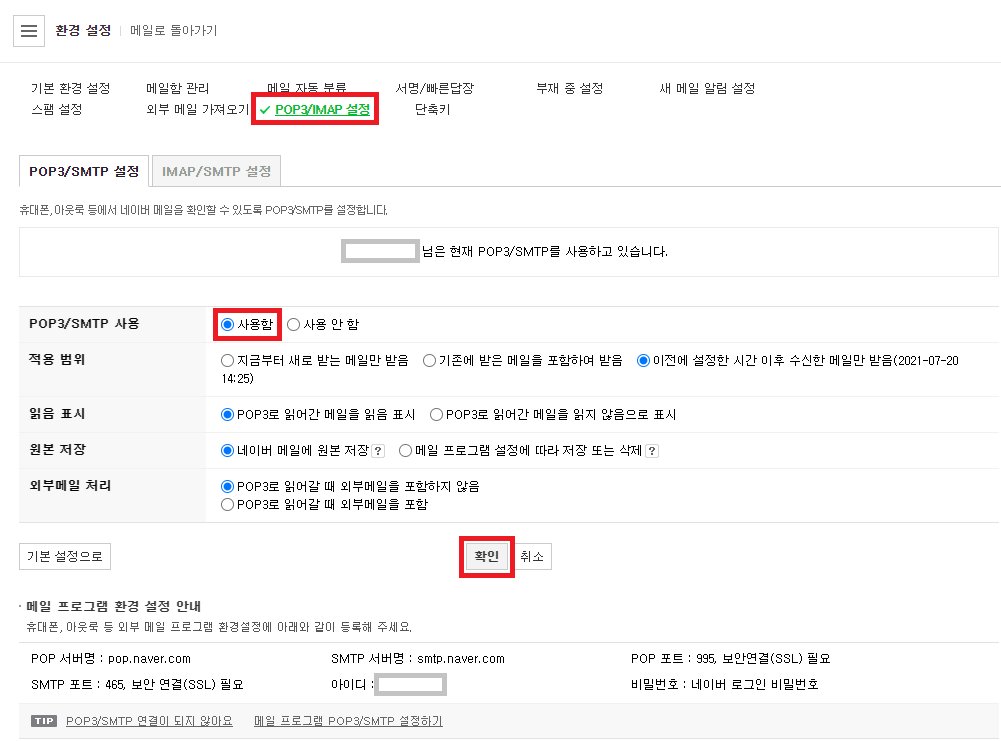 환경 설정 메일로 돌아가기
기본 환경 설정 메일함 관리 메일 자동 분류 서명/빠른답장 부재 중 설정 새 메일 알림 설정
스팸 설정 외부 메일 가져오기 POP3/IMAP 설정 단축키
POP3/SMTP 설정 IMAP/SMTP 설정
휴대폰, 아웃룩 등에서 네이버 메일을 확인할 수 있도록 POP3/SMTP를 설정합니다.
님은 현재 POP3/SMTP를 사용하고 있습니다.
POP3/SMTP 사용 사용함 사용 안 함
적용 범위 지금부터 새로 받는 메일만 받음 기존에 받은 메일을 포함하여 받음 이전에 설정한 시간 이후 수신한 메일만 받음(2021-07-20
14:25)
읽음 표시 POP3로 읽어간 메일을 읽음 표시 POP3로 읽어간 메일을 읽지 않음으로 표시
원본 저장 네이버 메일에 원본 저장 ? 메일 프로그램 설정에 따라 저장 또는 삭제 ?
외부메일 처리 POP3로 읽어갈 때 외부메일을 포함하지 않음
POP3로 읽어갈 때 외부메일을 포함
기본 설정으로 확인 취소
· 메일 프로그램 환경 설정 안내
휴대폰, 아웃룩 등 외부 메일 프로그램 환경설정에 아래와 같이 등록해 주세요.
POP 서버명 : pop.naver.com SMTP 서버명 : smtp.naver.com POP 포트 : 995, 보안연결(SSL) 필요
SMTP 포트 : 465, 보안 연결(SSL) 필요 아이디 : 비밀번호 : 네이버 로그인 비밀번호
TIP POP3/SMTP 연결이 되지 않아요 메일 프로그램 POP3/SMTP 설정하기